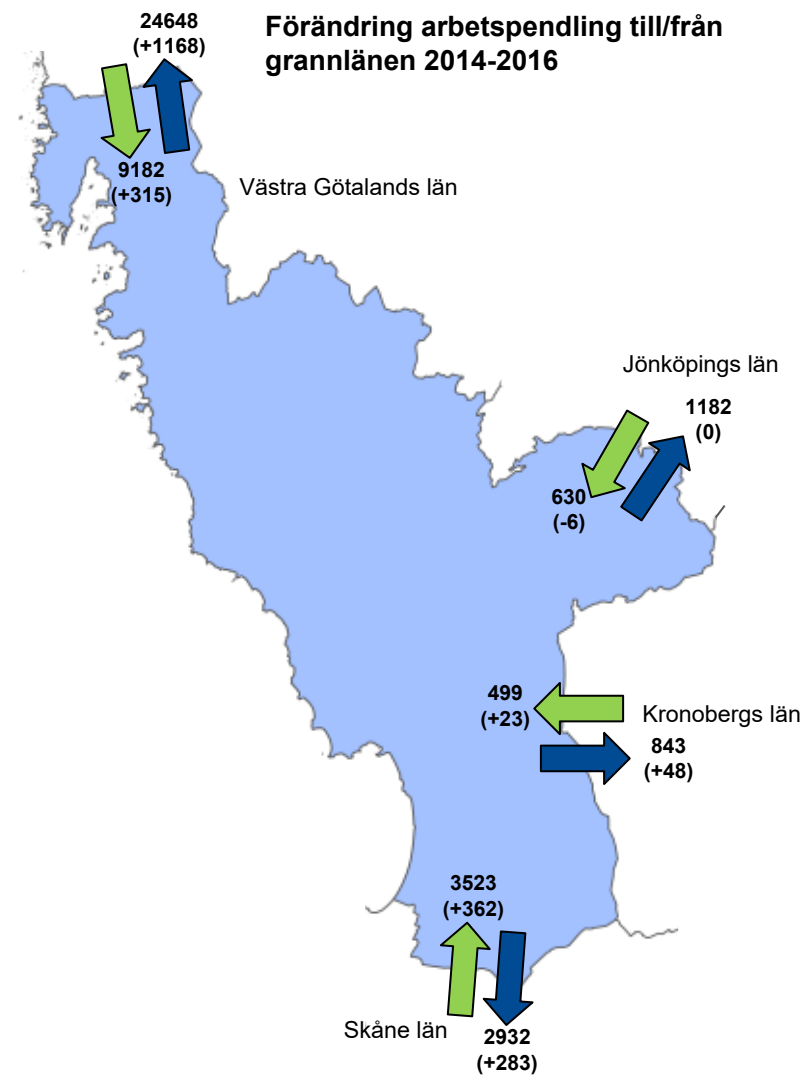 24648
(+1168)
Förändring arbetspendling till/från
grannlänen 2014-2016
9182
(+315)
Västra Götalands län
Jönköpings län
1182
(0)
630
(-6)
499
(+23)
Kronobergs län
843
(+48)
3523
(+362)
Skåne län
2932
(+283)